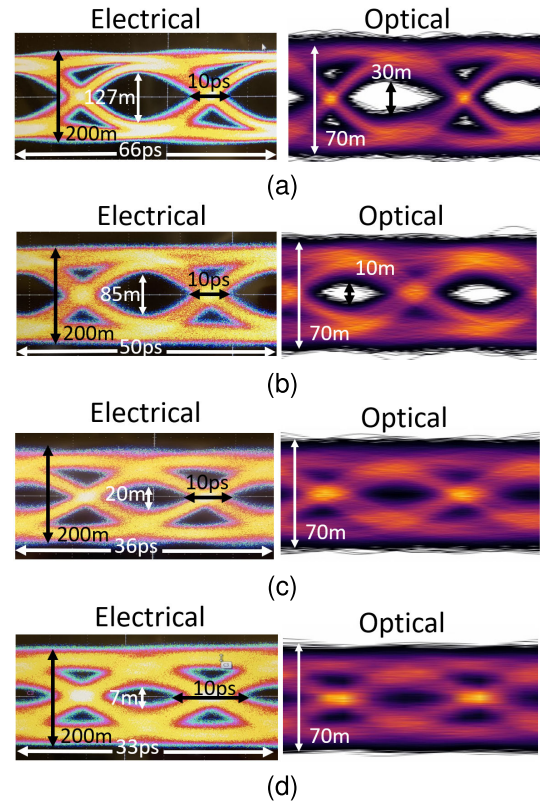 Electrical Optical
127m 10ps 30m
200m 70m
66ps
(a)
Electrical Optical
85m 10ps 10m
200m 70m
50ps
(b)
Electrical Optical
20m 10ps
200m 70m
36ps
(c)
Electrical Optical
7m 10ps
200m 70m
33ps
(d)